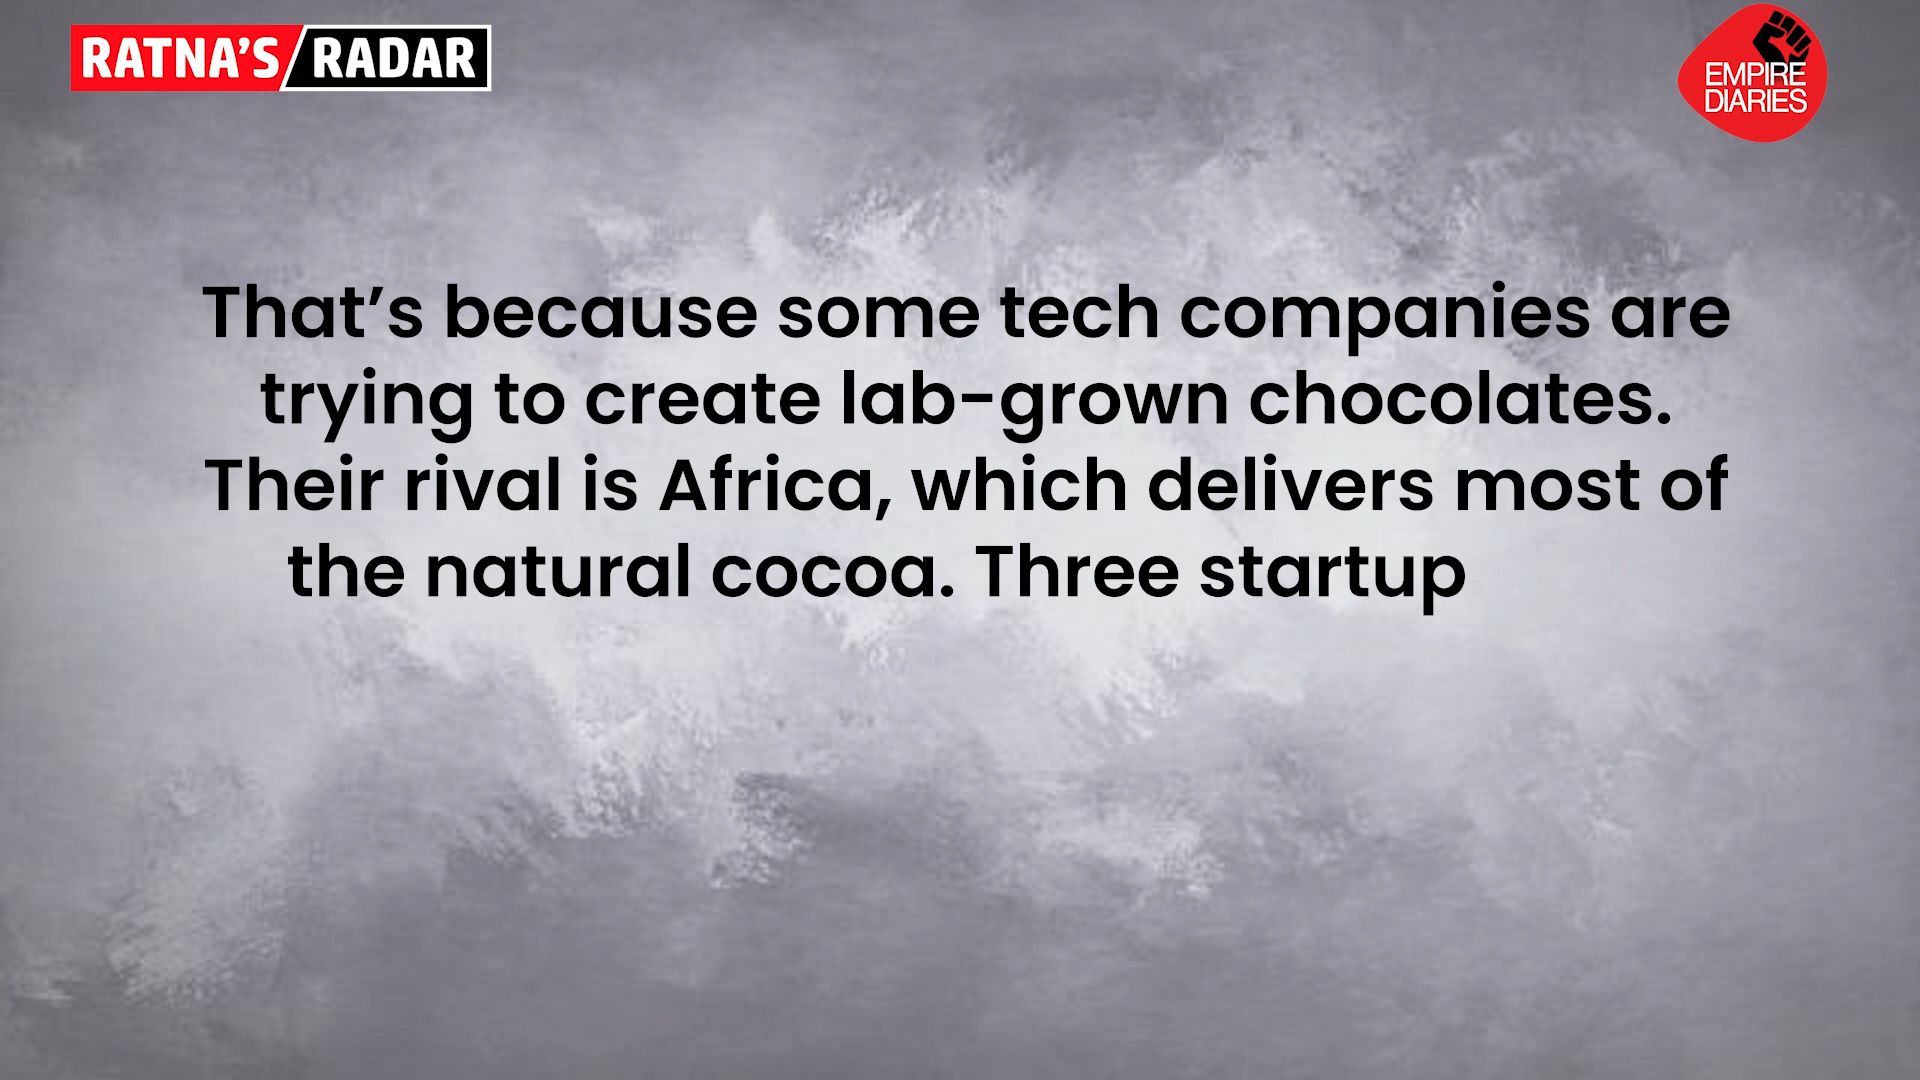 RATNA’S RADAR
EMPIRE
DIARIES
That’s because some tech companies are
trying to create lab-grown chocolates.
Their rival is Africa, which delivers most of
the natural cocoa. Three startup